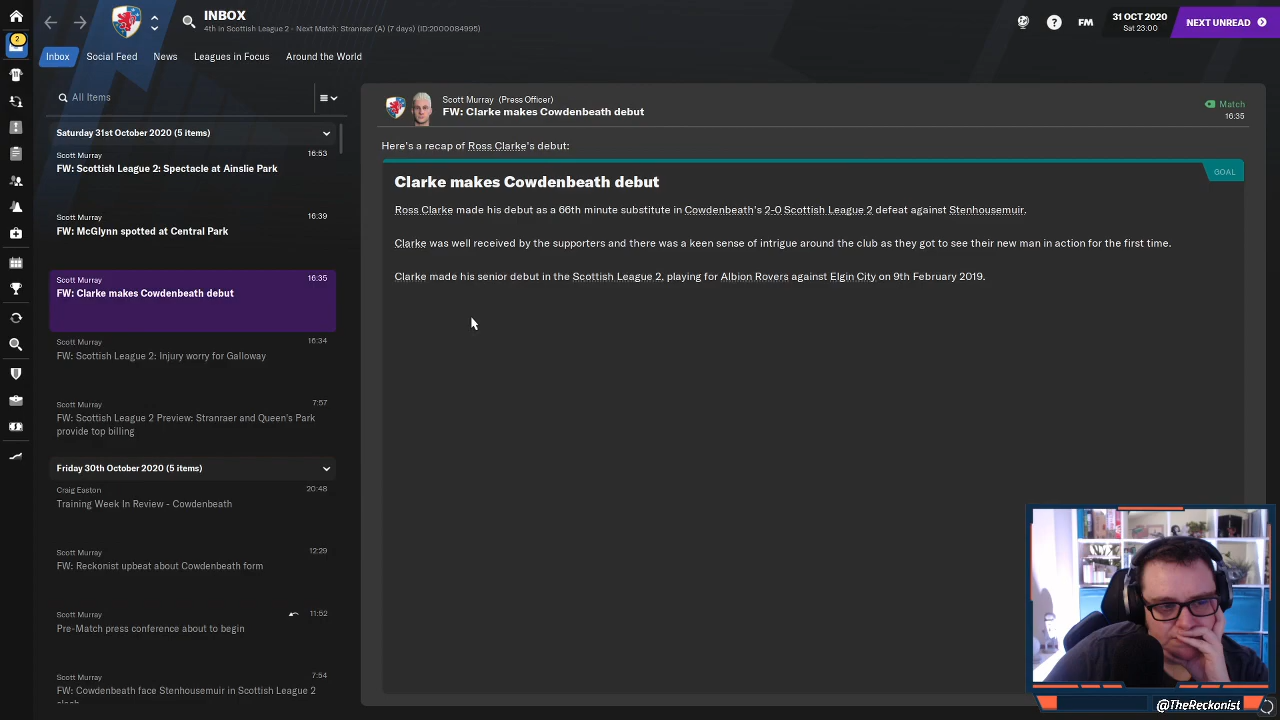 INBOX
4th in Scottish League 2 - Next Match: Stranraer (A) (7 days) (ID:2000084995)
FM
31 OCT 2020
Sat 23:00
NEXT UNREAD
2
Inbox
Social Feed
News
Leagues in Focus
Around the World
All Items
Saturday 31st October 2020 (5 items)
Scott Murray
16:53
FW: Scottish League 2: Spectacle at Ainslie Park
Scott Murray
16:39
FW: McGlynn spotted at Central Park
Scott Murray
16:35
FW: Clarke makes Cowdenbeath debut
Scott Murray
16:34
FW: Scottish League 2: Injury worry for Galloway
Scott Murray
7:57
FW: Scottish League 2 Preview: Stranraer and Queen's Park
provide top billing
Friday 30th October 2020 (5 items)
Craig Easton
20:48
Training Week In Review - Cowdenbeath
Scott Murray
12:29
FW: Reckonist upbeat about Cowdenbeath form
Scott Murray
11:52
Pre-Match press conference about to begin
Scott Murray
7:54
FW: Cowdenbeath face Stenhousemuir in Scottish League 2
clash
Scott Murray (Press Officer)
FW: Clarke makes Cowdenbeath debut
Match
16:35
Here's a recap of Ross Clarke's debut:
GOAL
Clarke makes Cowdenbeath debut
Ross Clarke made his debut as a 66th minute substitute in Cowdenbeath's 2-0 Scottish League 2 defeat against Stenhousemuir.
Clarke was well received by the supporters and there was a keen sense of intrigue around the club as they got to see their new man in action for the first time.
Clarke made his senior debut in the Scottish League 2, playing for Albion Rovers against Elgin City on 9th February 2019.
@TheReckonist